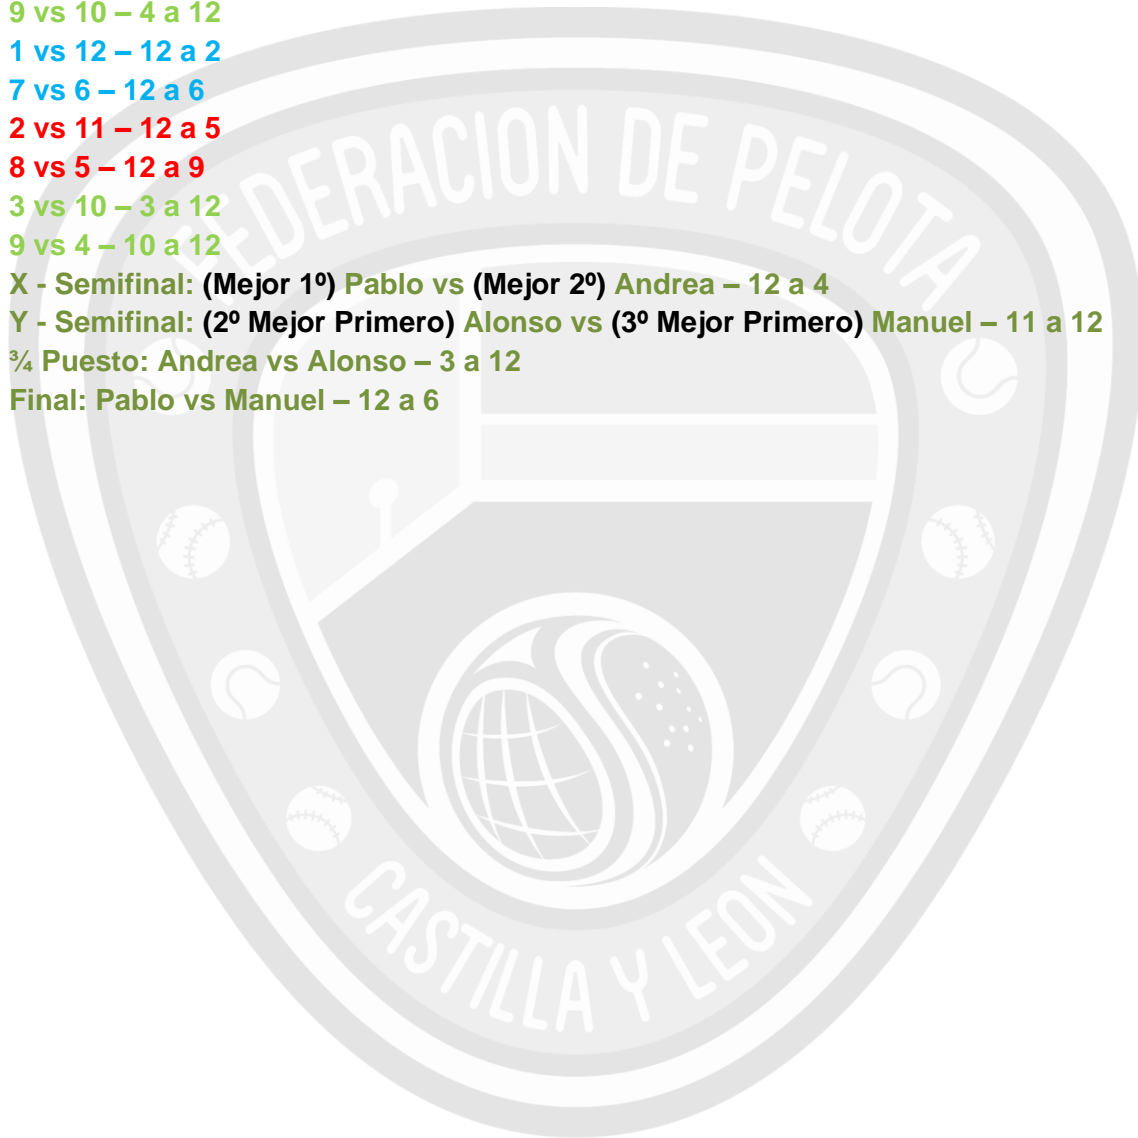 9 vs 10 – 4 a 12
1 vs 12 – 12 a 2
7 vs 6 – 12 a 6
2 vs 11 – 12 a 5
8 vs 5 – 12 a 9
3 vs 10 – 3 a 12
9 vs 4 – 10 a 12
X - Semifinal: (Mejor 1º) Pablo vs (Mejor 2º) Andrea – 12 a 4
Y - Semifinal: (2º Mejor Primero) Alonso vs (3º Mejor Primero) Manuel – 11 a 12
¾ Puesto: Andrea vs Alonso – 3 a 12
Final: Pablo vs Manuel – 12 a 6
FEDERACION DE PELOTA
CASTILLA Y LEON